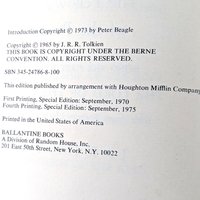 Introduction Copyright © 1973 by Peter Beagle
Copyright © 1965 by J. R. R. Tolkien
THIS BOOK IS COPYRIGHT UNDER THE BERNE
CONVENTION. ALL RIGHTS RESERVED.
SBN 345-24786-8-100
This edition published by arrangement with Houghton Mifflin Company
First Printing, Special Edition: September, 1970
Fourth Printing, Special Edition: September, 1975
Printed in the United States of America
BALLANTINE BOOKS
A Division of Random House, Inc.
201 East 50th Street, New York, N.Y. 10022